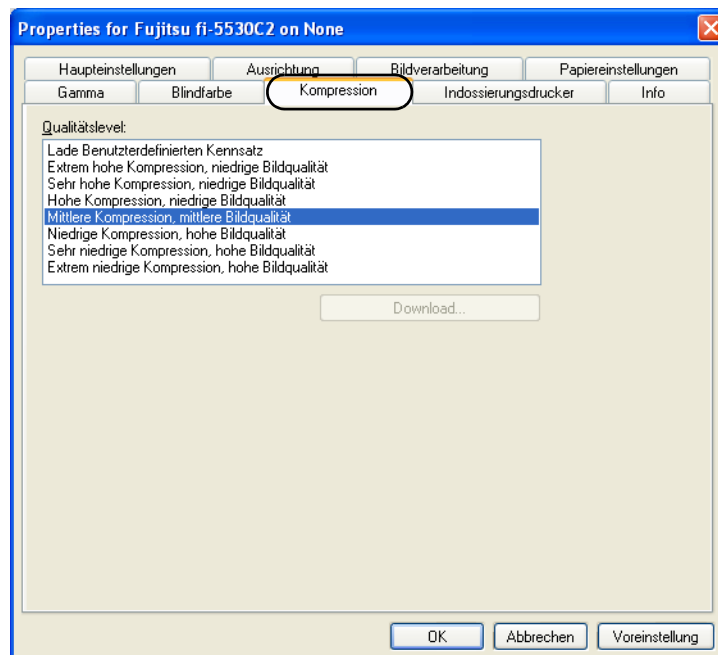 Properties for Fujitsu fi-5530C2 on None
Haupteinstellungen Ausrichtung Bildverarbeitung Papiereinstellungen
Gamma Blindfarbe Kompression Indossierungsdrucker Info
Qualitätslevel:
Lade Benutzterdefinierten Kennsatz
Extrem hohe Kompression, niedrige Bildqualität
Sehr hohe Kompression, niedrige Bildqualität
Hohe Kompression, niedrige Bildqualität
Mittlere Kompression, mittlere Bildqualität
Niedrige Kompression, hohe Bildqualität
Sehr niedrige Kompression, hohe Bildqualität
Extrem niedrige Kompression, hohe Bildqualität
Download...
OK Abbrechen Voreinstellung